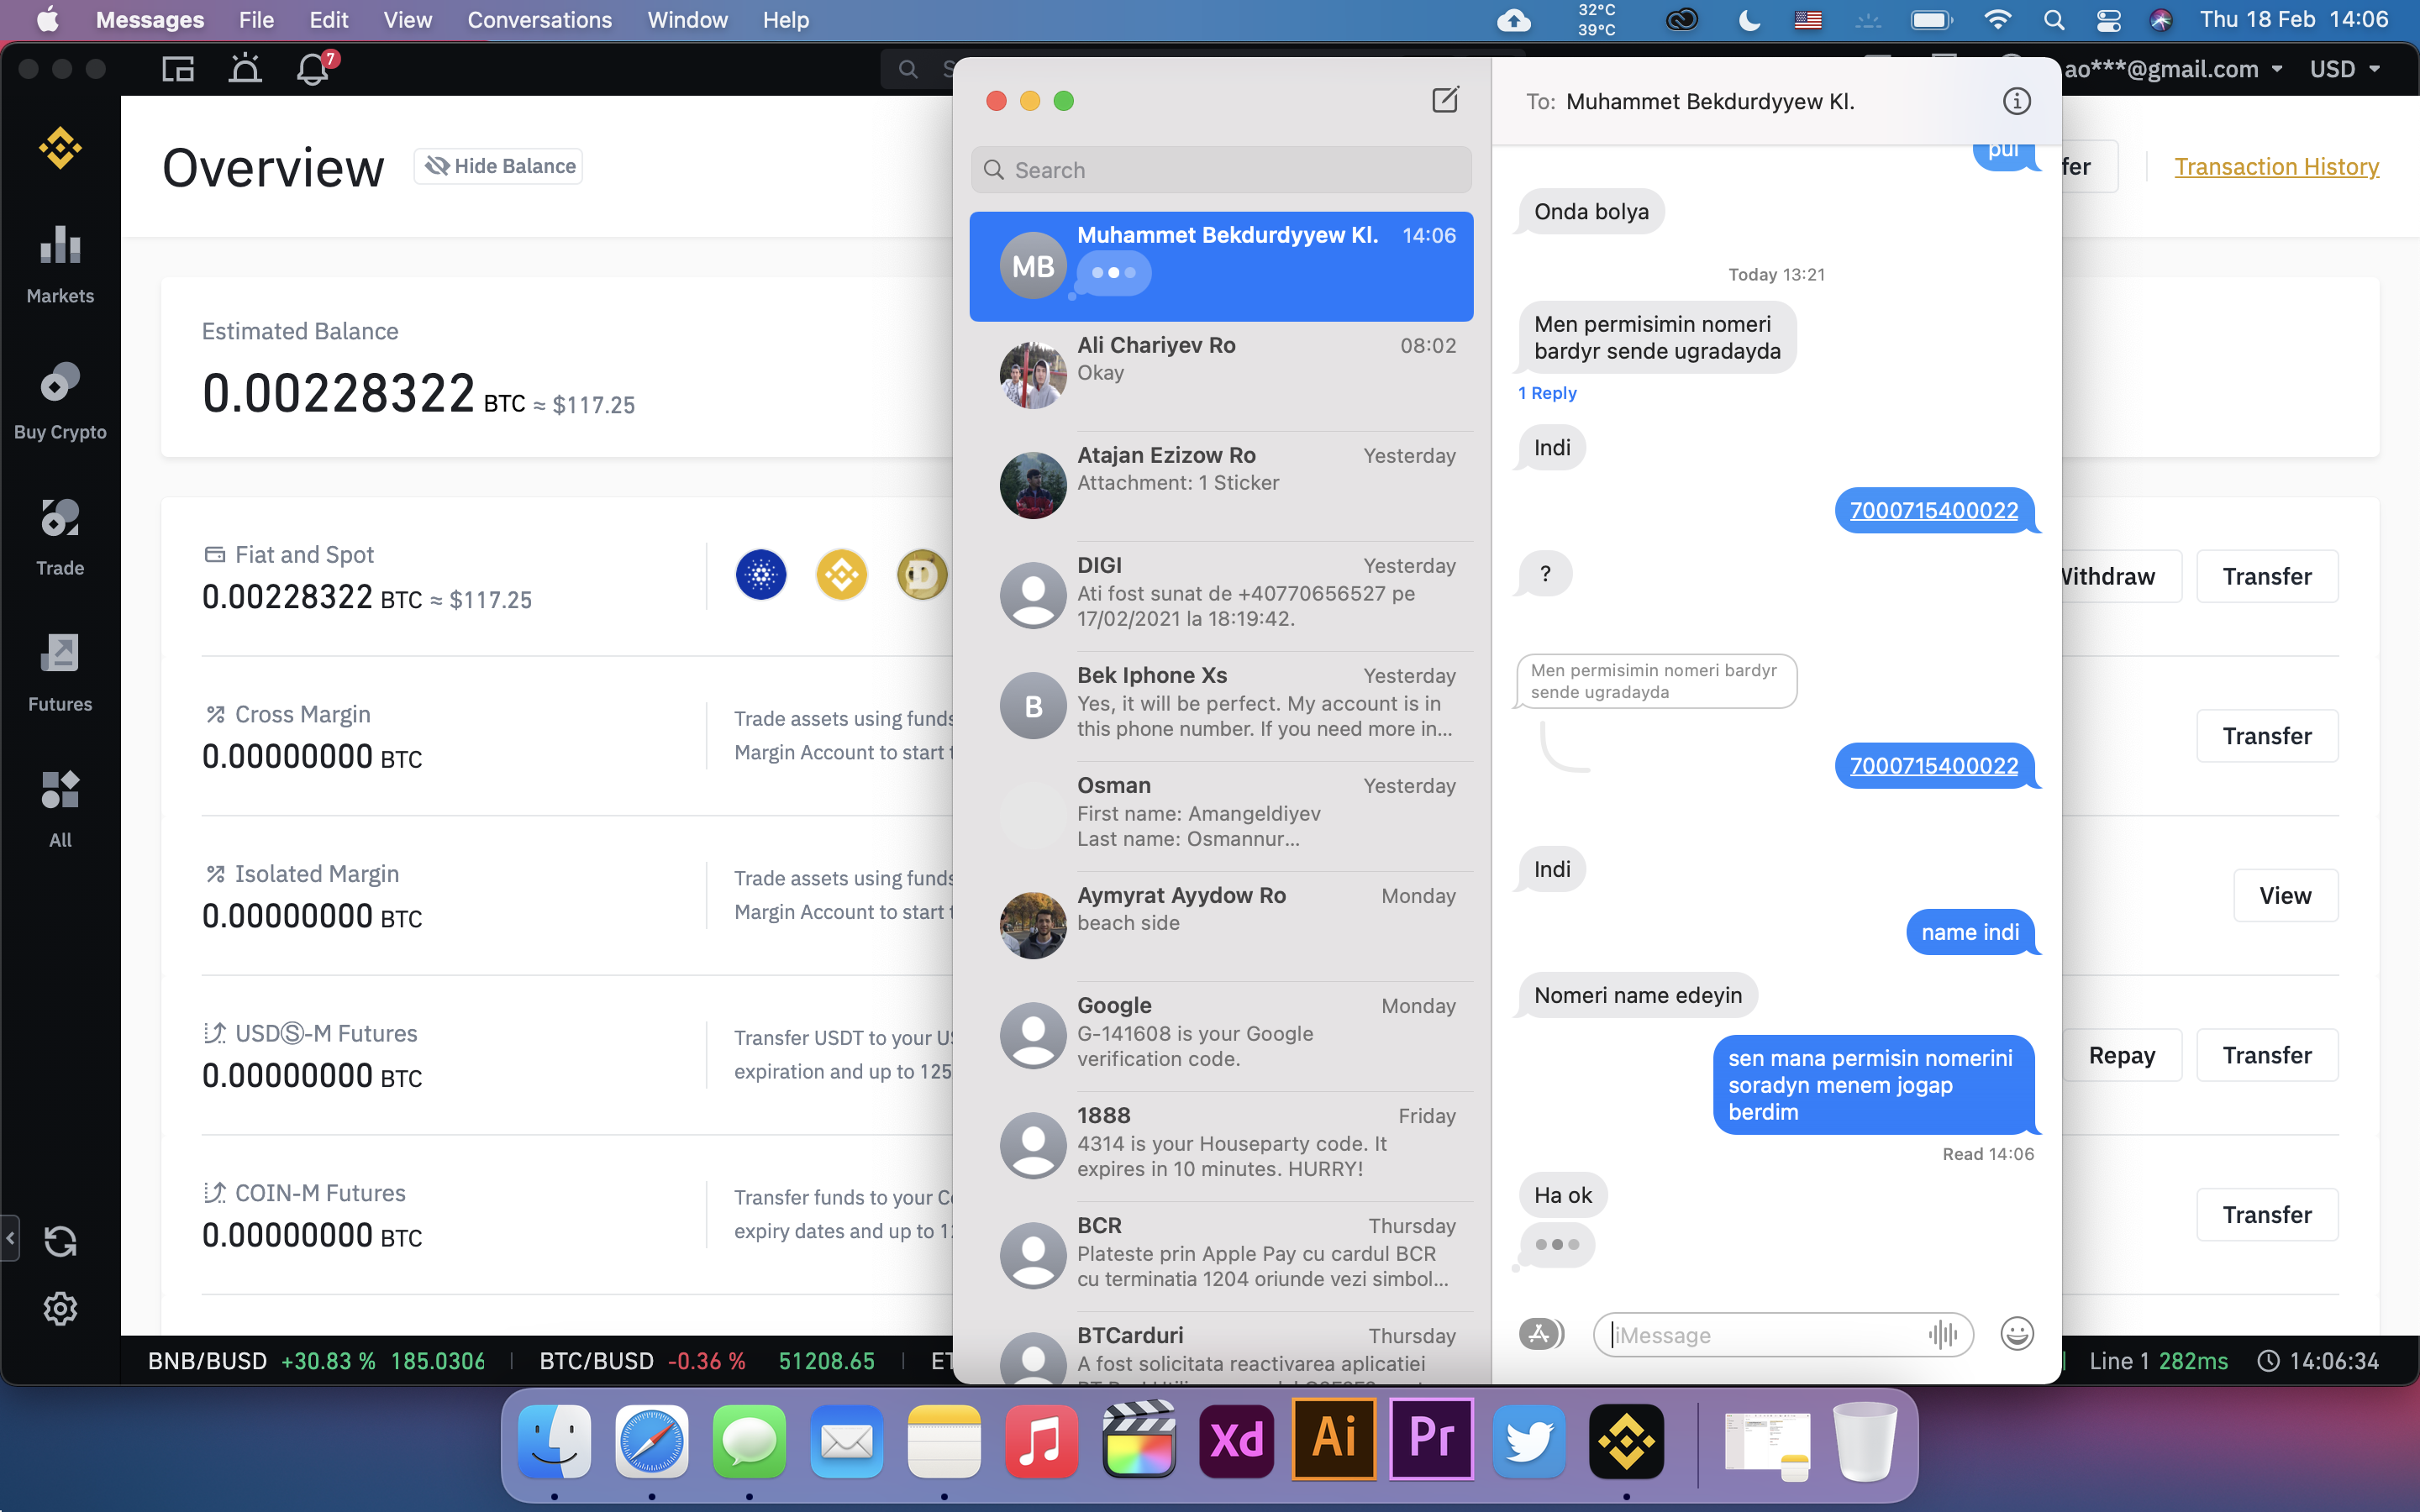 Messages File Edit View Conversations Window Help
32°C
39°C
Thu 18 Feb 14:06
7
ao***@gmail.com USD
Overview
Hide Balance
Transaction History
Markets
Buy Crypto
Trade
Futures
All
Estimated Balance
0.00228322 BTC ≈ $117.25
Fiat and Spot
0.00228322 BTC ≈ $117.25
Withdraw
Transfer
Cross Margin
0.00000000 BTC
Trade assets using funds
Margin Account to start
Transfer
Isolated Margin
0.00000000 BTC
Trade assets using funds
Margin Account to start
View
USDⓈ-M Futures
0.00000000 BTC
Transfer USDT to your
expiration and up to 125
Repay
Transfer
COIN-M Futures
0.00000000 BTC
Transfer funds to your
expiry dates and up to
Transfer
Search
Muhammet Bekdurdyyew Kl. 14:06
MB
Ali Chariyev Ro 08:02
Okay
Atajan Ezizow Ro Yesterday
Attachment: 1 Sticker
DIGI Yesterday
Ati fost sunat de +40770656527 pe
17/02/2021 la 18:19:42.
Bek Iphone Xs Yesterday
B
Yes, it will be perfect. My account is in
this phone number. If you need more in...
Osman Yesterday
First name: Amangeldiyev
Last name: Osmannur...
Aymyrat Ayydow Ro Monday
beach side
Google Monday
G-141608 is your Google
verification code.
1888 Friday
4314 is your Houseparty code. It
expires in 10 minutes. HURRY!
BCR Thursday
Plateste prin Apple Pay cu cardul BCR
cu terminatia 1204 oriunde vezi simbol...
BTCarduri Thursday
A fost solicitata reactivarea aplicatiei
To: Muhammet Bekdurdyyew Kl.
pul
Onda bolya
Today 13:21
Men permisimin nomeri
bardyr sende ugradayda
1 Reply
Indi
7000715400022
?
Men permisimin nomeri bardyr
sende ugradayda
7000715400022
Indi
name indi
Nomeri name edeyin
sen mana permisin nomerini
soradyn menem jogap
berdim
Read 14:06
Ha ok
iMessage
BNB/BUSD +30.83 % 185.0306 BTC/BUSD -0.36 % 51208.65
Line 1 282ms 14:06:34
Xd Ai Pr